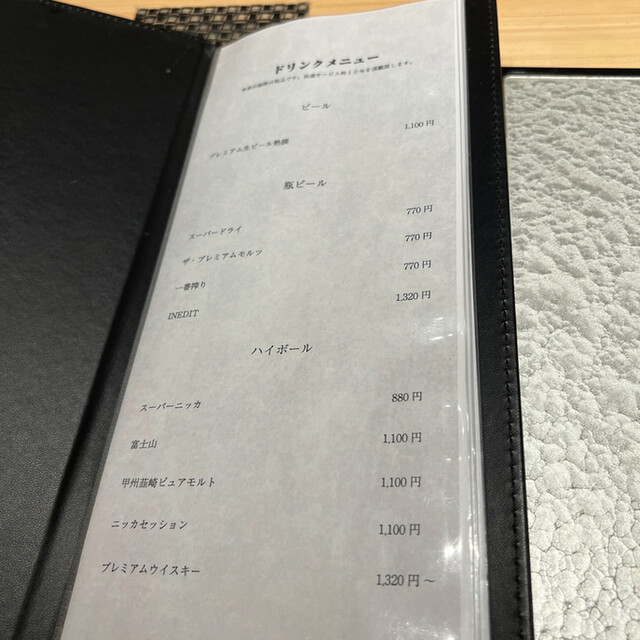 ドリンクメニュー
ビール
プレミアム生ビール熟撰 1,100円
瓶ビール
スーパードライ 770円
ザ・プレミアムモルツ 770円
一番搾り 770円
INEDIT 1,320円
ハイボール
スーパーニッカ 880円
富士山 1,100円
甲州韮崎ピュアモルト 1,100円
ニッカセッション 1,100円
プレミアムウイスキー 1,320円～